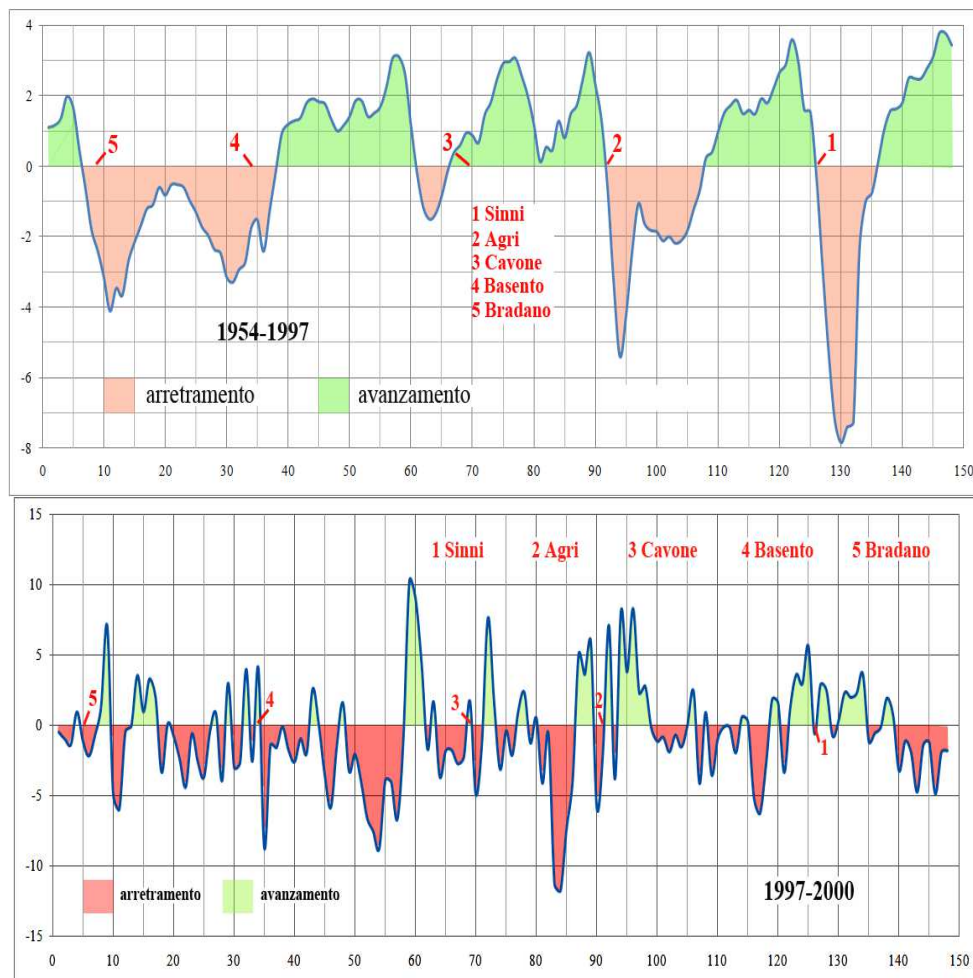 4
2
0
-2
-4
-6
-8
5
4
3
2
1
1 Sinni
2 Agri
3 Cavone
4 Basento
5 Bradano
1954-1997
arretramento
avanzamento
0 10 20 30 40 50 60 70 80 90 100 110 120 130 140 150
15
10
5
0
-5
-10
-15
1 Sinni 2 Agri 3 Cavone 4 Basento 5 Bradano
5
4
3
2
1
arretramento
avanzamento
1997-2000
0 10 20 30 40 50 60 70 80 90 100 110 120 130 140 150